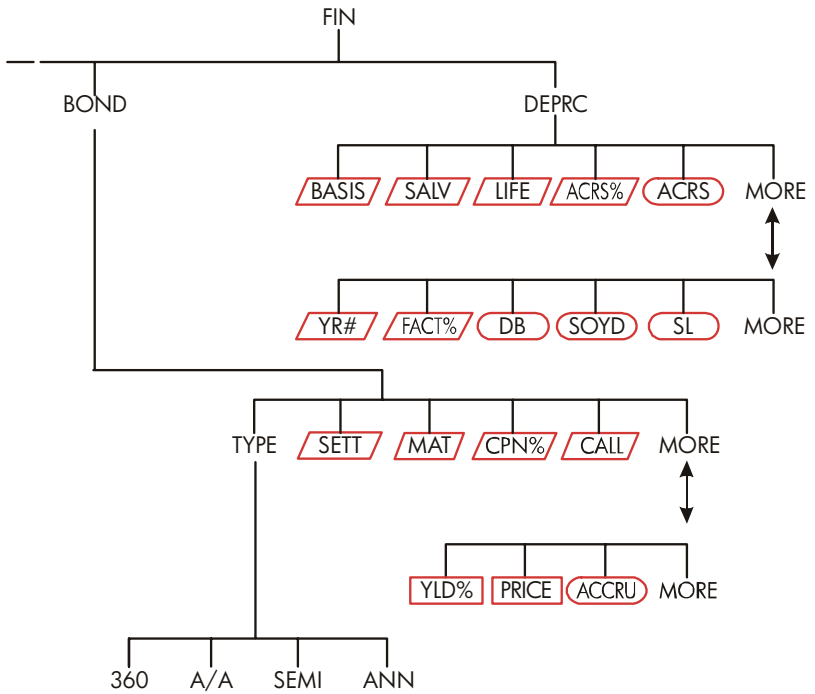 FIN
BOND DEPRC
BASIS SALV LIFE ACRS% ACRS MORE
YR# FACT% DB SOYD SL MORE
TYPE SETT MAT CPN% CALL MORE
YLD% PRICE ACCRU MORE
360 A/A SEMI ANN